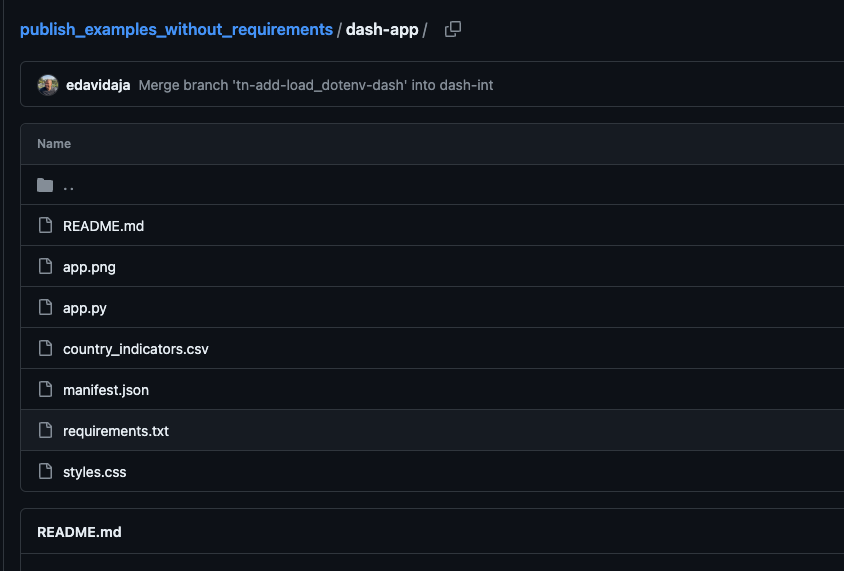 publish_examples_without_requirements / dash-app /
edavidaja Merge branch 'tn-add-load_dotenv-dash' into dash-int
Name
..
README.md
app.png
app.py
country_indicators.csv
manifest.json
requirements.txt
styles.css
README.md